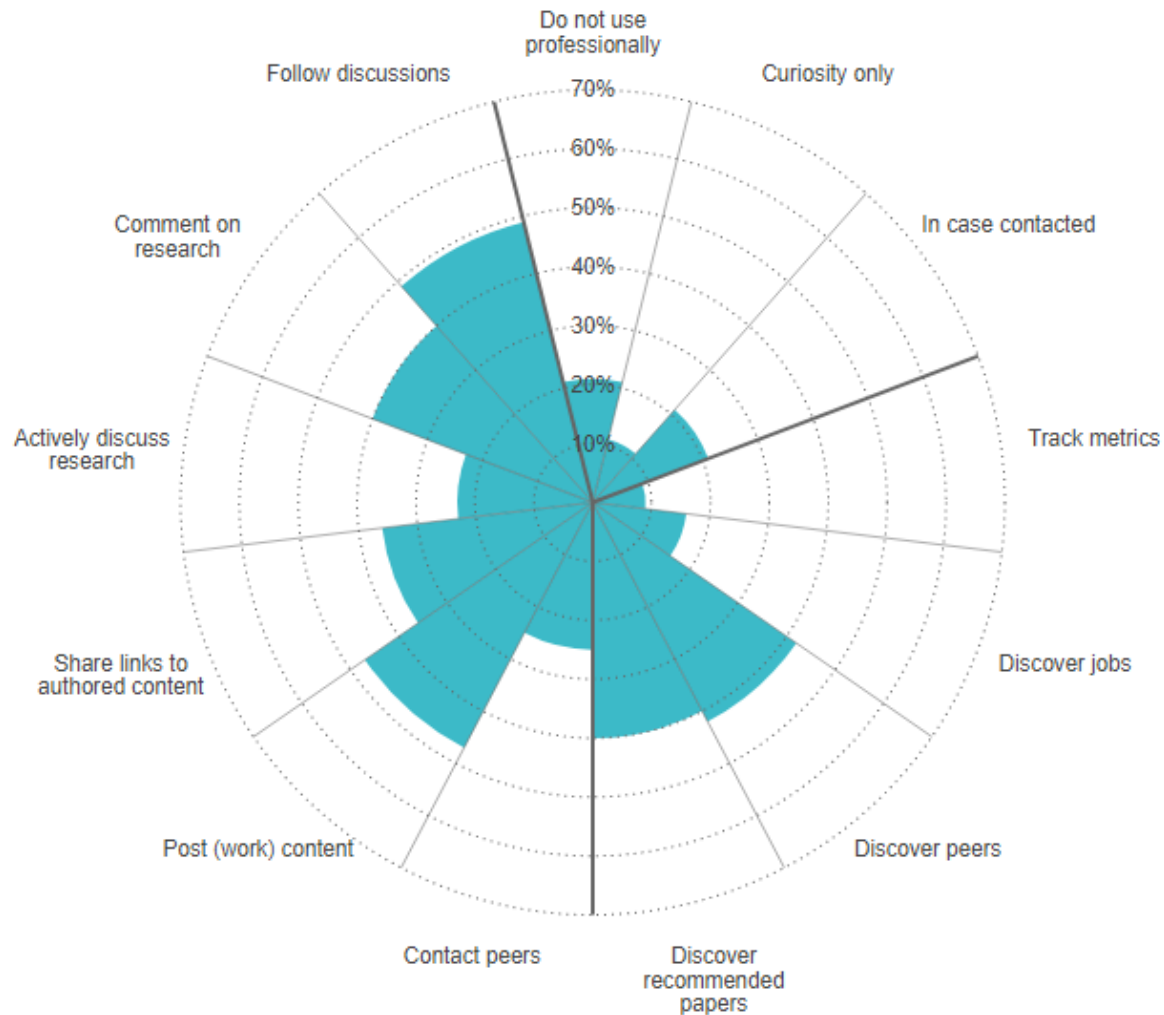 Do not use
professionally
Follow discussions
Curiosity only
70%
60%
50%
40%
30%
20%
10%
Comment on
research
In case contacted
Actively discuss
research
Track metrics
Share links to
authored content
Discover jobs
Post (work) content
Discover peers
Contact peers
Discover
recommended
papers